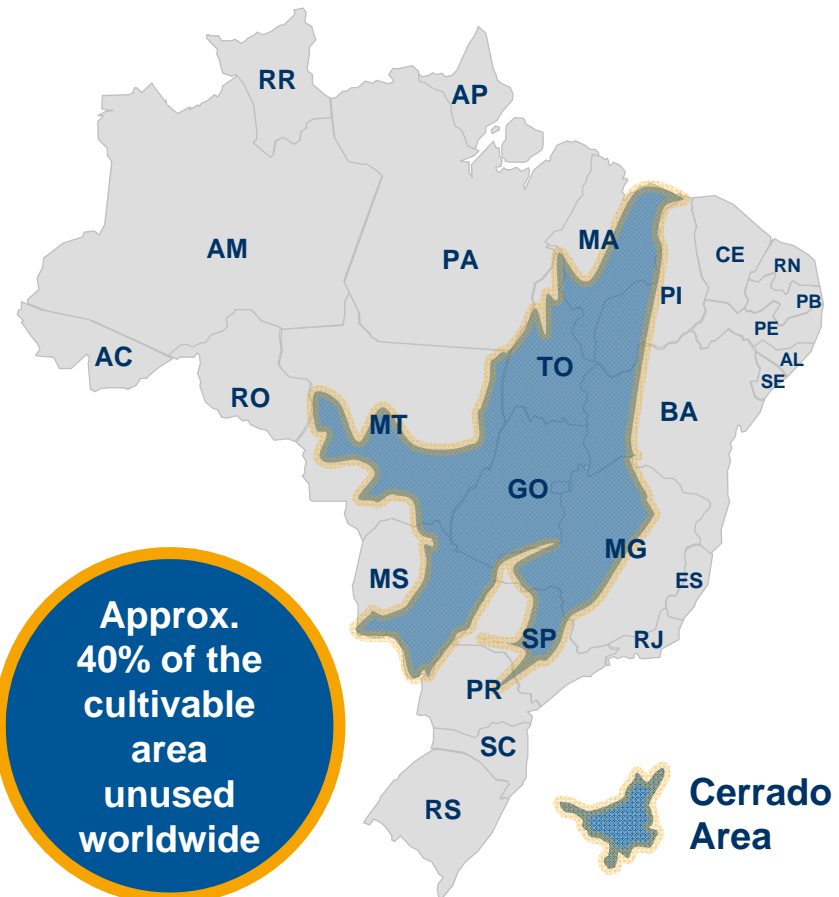 RR
AP
AM
PA
MA
CE
RN
PI
PB
PE
AC
TO
AL
SE
RO
MT
BA
GO
MG
MS
ES
SP
RJ
PR
SC
RS
Approx.
40% of the
cultivable
area
unused
worldwide
Cerrado
Area